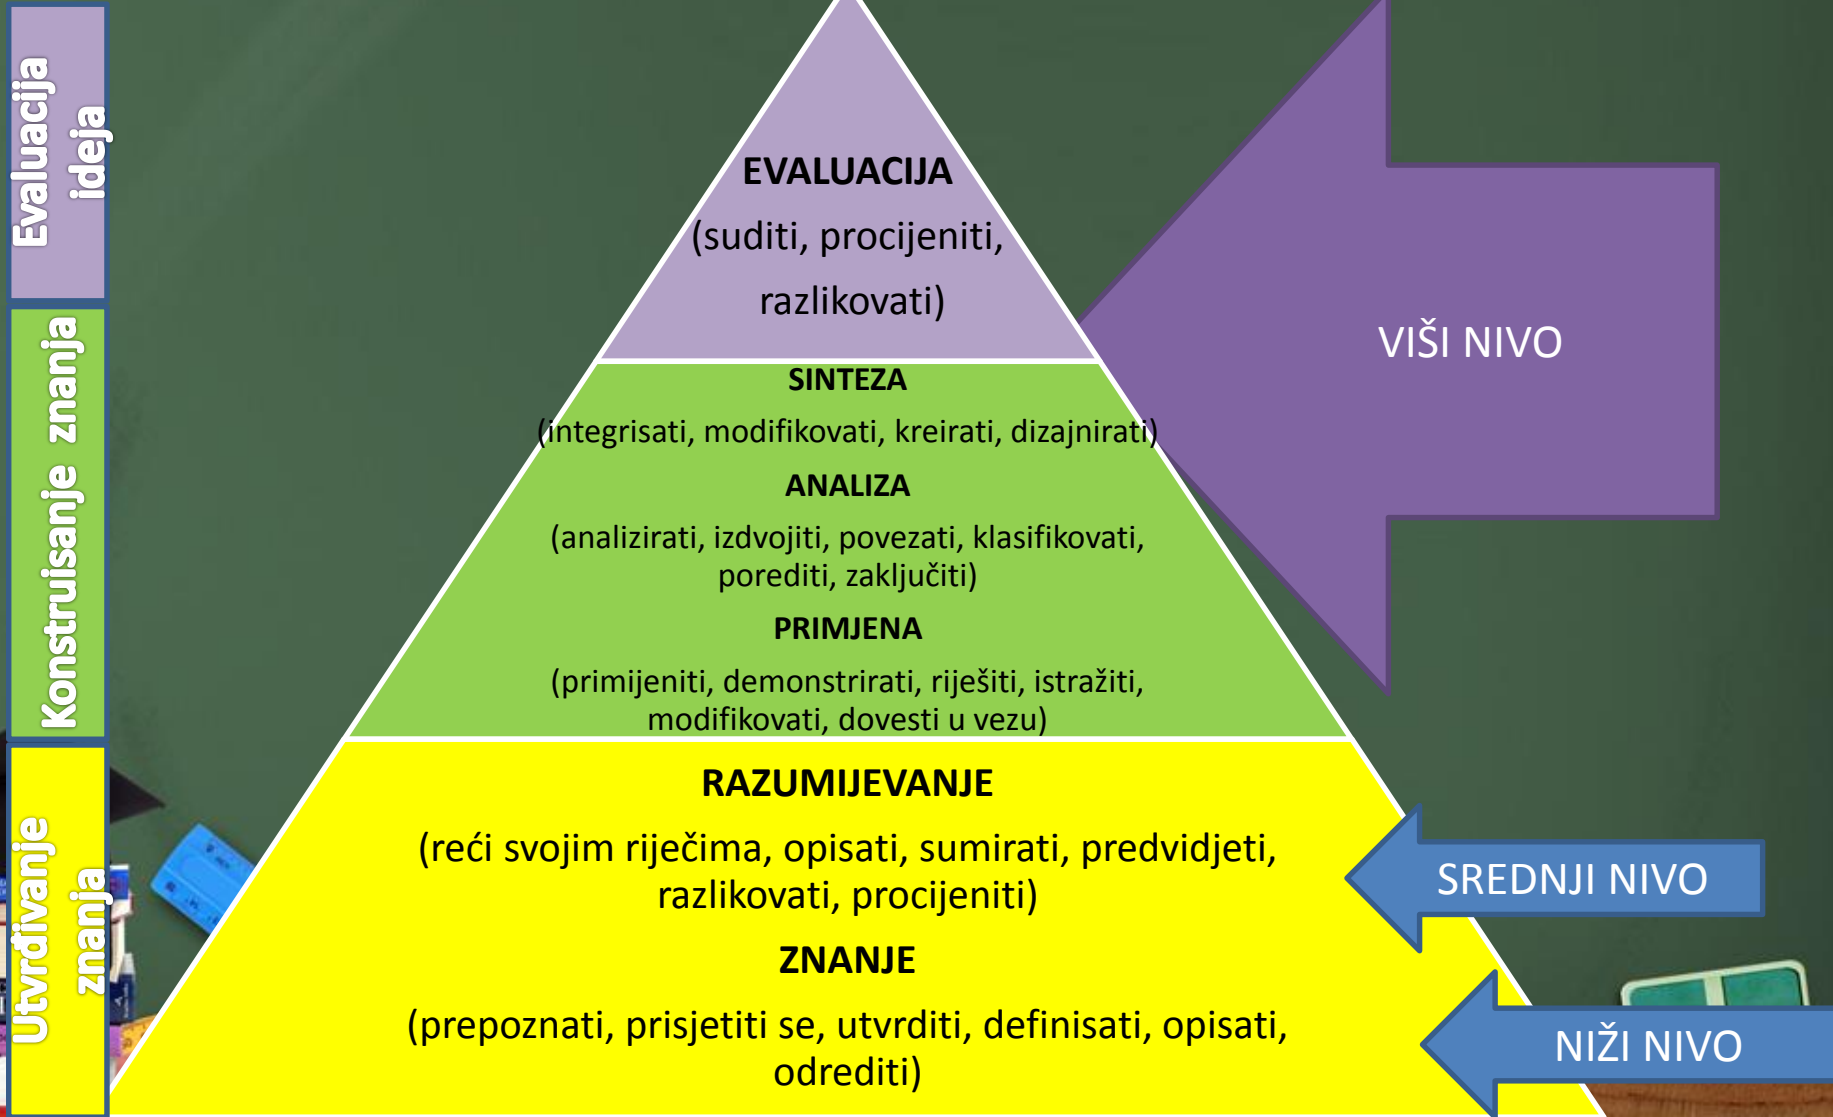 Evaluacija
ideja
EVALUACIJA
(suditi, procijeniti,
razlikovati)
VIŠI NIVO
Konstruisanje znanja
SINTEZA
(integrisati, modifikovati, kreirati, dizajnirati)
ANALIZA
(analizirati, izdvojiti, povezati, klasifikovati,
porediti, zaključiti)
PRIMJENA
(primijeniti, demonstrirati, riješiti, istražiti,
modifikovati, dovesti u vezu)
Utvrđivanje
znanja
RAZUMIJEVANJE
(reći svojim riječima, opisati, sumirati, predvidjeti,
razlikovati, procijeniti)
SREDNJI NIVO
ZNANJE
(prepoznati, prisjetiti se, utvrditi, definisati, opisati,
odrediti)
NIŽI NIVO